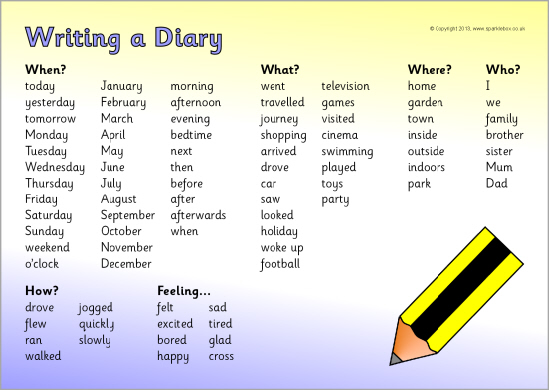 Writing a Diary
© Copyright 2013, www.sparklebox.co.uk
When?
today January morning
yesterday February afternoon
tomorrow March evening
Monday April bedtime
Tuesday May next
Wednesday June then
Thursday July before
Friday August after
Saturday September afterwards
Sunday October when
weekend November
o'clock December
What?
went television
travelled games
journey visited
shopping cinema
arrived swimming
drove played
car toys
saw party
looked
holiday
woke up
football
Where?
home
garden
town
inside
outside
indoors
park
Who?
I
we
family
brother
sister
Mum
Dad
How?
drove jogged
flew quickly
ran slowly
walked
Feeling...
felt sad
excited tired
bored glad
happy cross